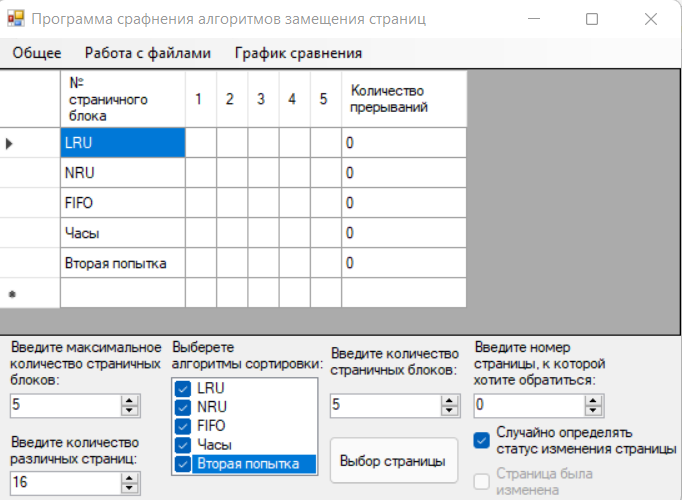 Программа срафнения алгоритмов замещения страниц
Общее Работа с файлами График сравнения
№
страничного
блока
1 2 3 4 5
Количество
прерываний
LRU 0
NRU 0
FIFO 0
Часы 0
Вторая попытка 0
Введите максимальное
количество страничных
блоков:
5
Введите количество
различных страниц:
16
Выберете
алгоритмы сортировки:
LRU
NRU
FIFO
Часы
Вторая попытка
Введите количество
страничных блоков:
5
Выбор страницы
Введите номер
страницы, к которой
хотите обратиться:
0
Случайно определять
статус изменения страницы
Страница была
изменена